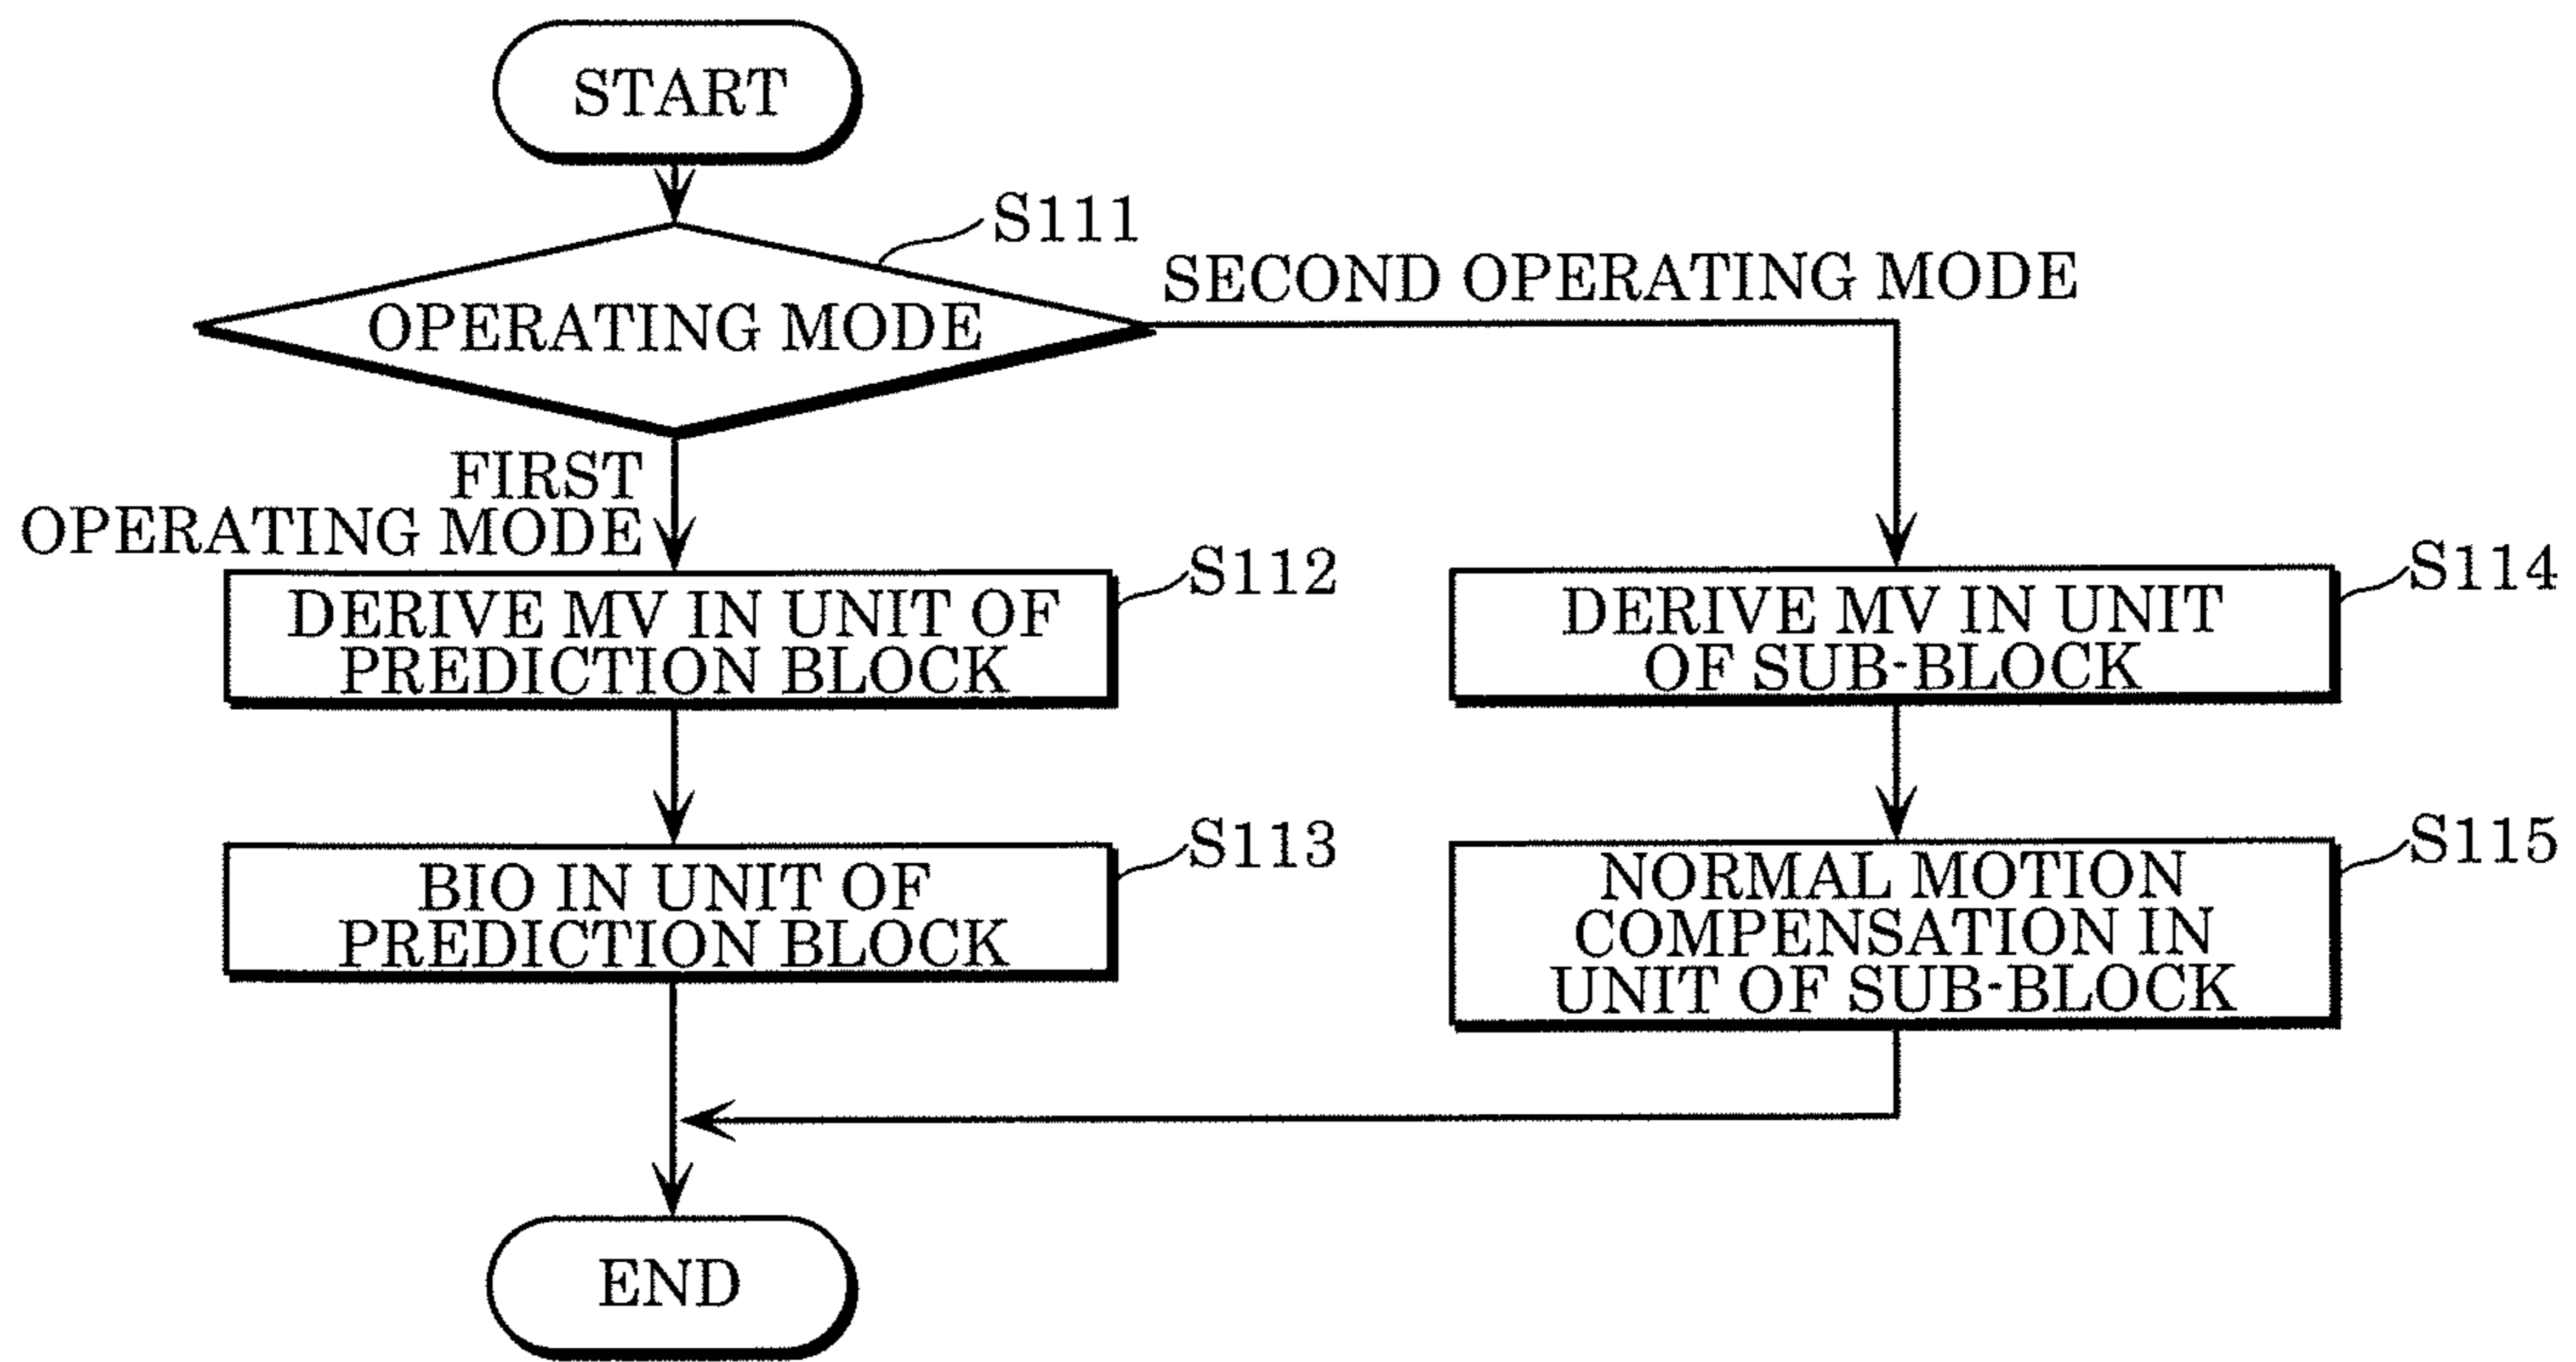 START
S111
OPERATING MODE
SECOND OPERATING MODE
FIRST
OPERATING MODE
S112
DERIVE MV IN UNIT OF
PREDICTION BLOCK
S114
DERIVE MV IN UNIT
OF SUB-BLOCK
S113
BIO IN UNIT OF
PREDICTION BLOCK
S115
NORMAL MOTION
COMPENSATION IN
UNIT OF SUB-BLOCK
END